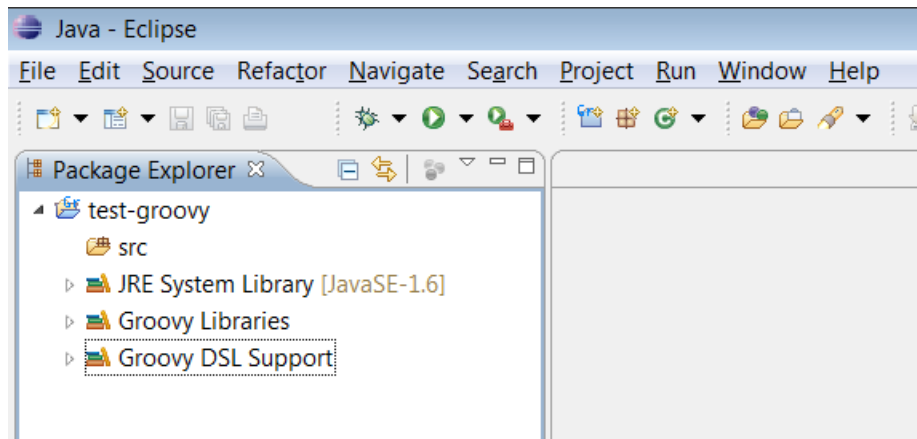 Java - Eclipse
File Edit Source Refactor Navigate Search Project Run Window Help
Package Explorer
test-groovy
src
JRE System Library [JavaSE-1.6]
Groovy Libraries
Groovy DSL Support